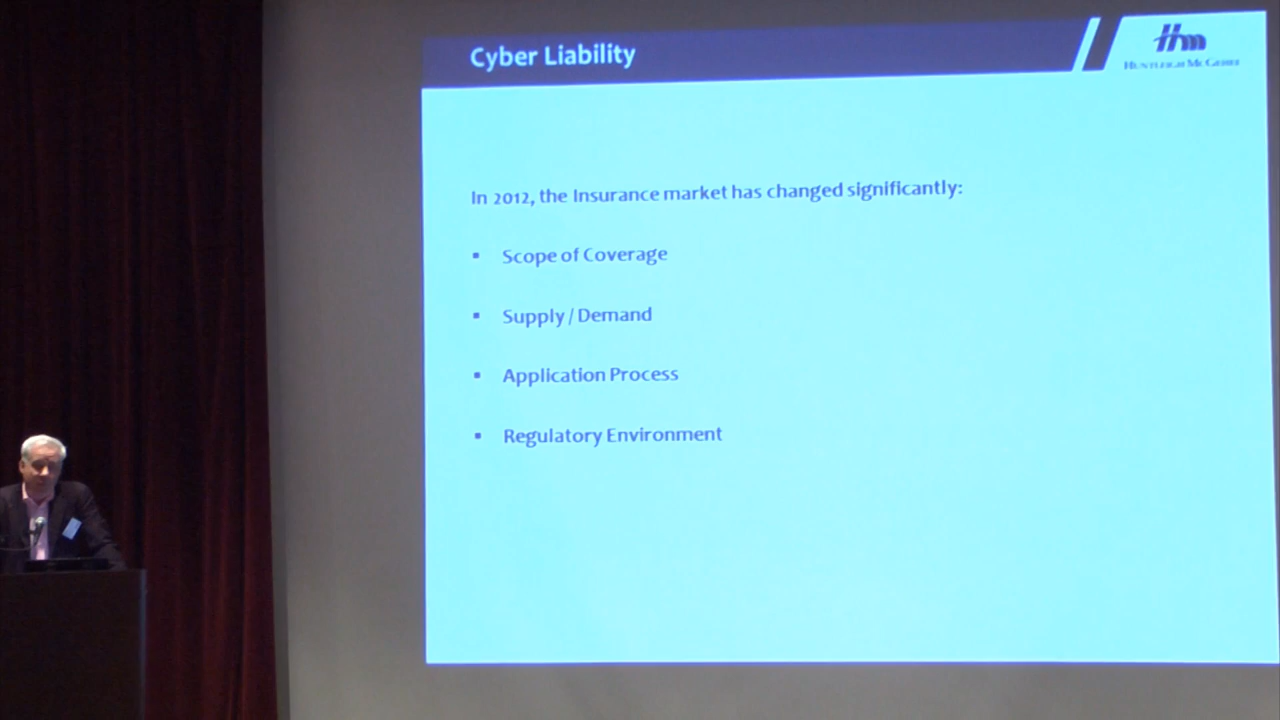 Cyber Liability
Hm
HUNTLEIGH MCGEHEE
In 2012, the Insurance market has changed significantly:
▪ Scope of Coverage
▪ Supply / Demand
▪ Application Process
▪ Regulatory Environment